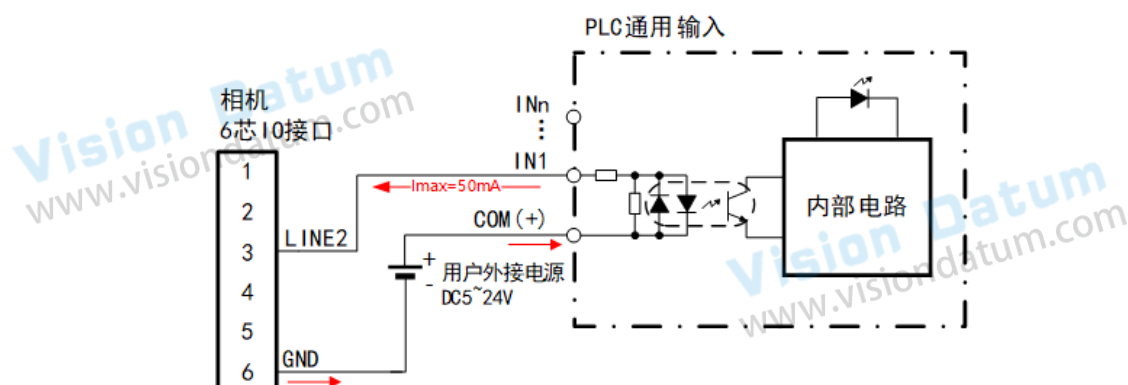 PLC通用输入
Vision Datum
www.visiondatum.com
相机
6芯IO接口
INn
⋮
IN1
1
Imax=50mA
2
COM(+)
LINE2
3
内部电路
+
用户外接电源
-
DC5~24V
4
5
GND
6
Vision Datum
www.visiondatum.com